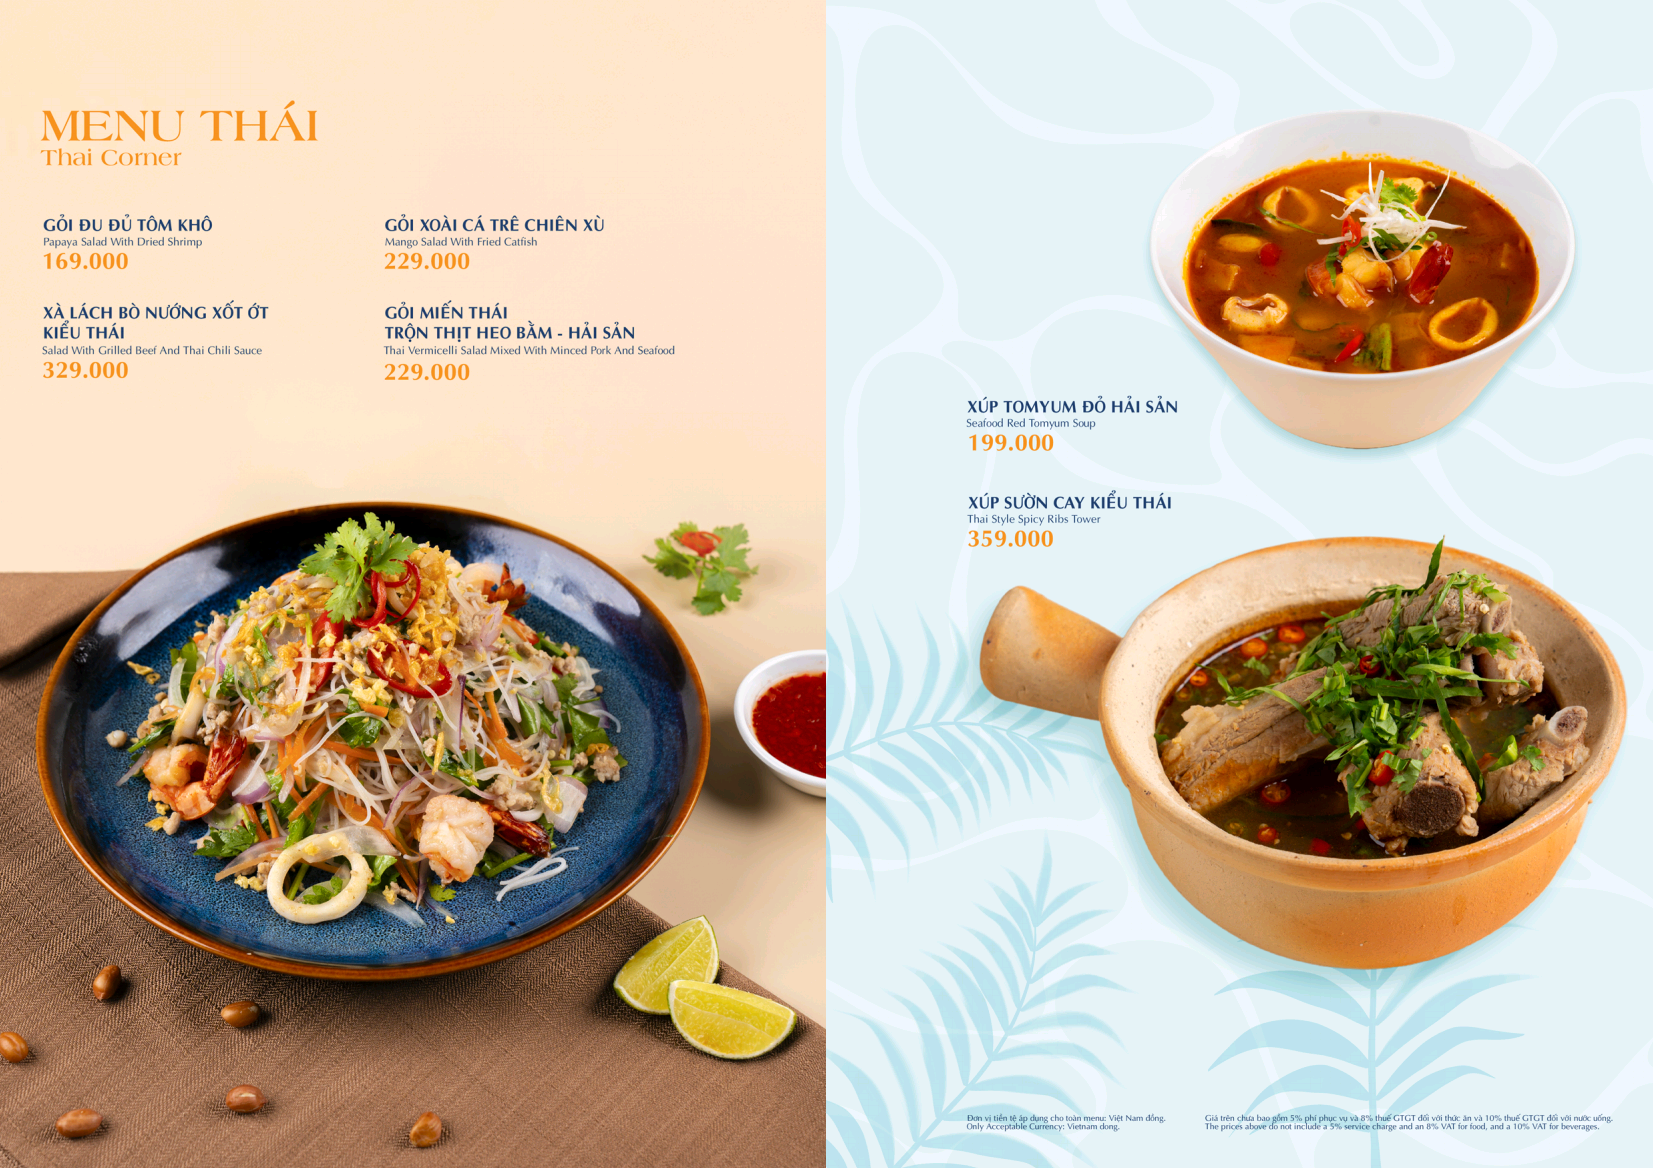 MENU THÁI
Thai Corner
GỎI ĐU ĐỦ TÔM KHÔ
Papaya Salad With Dried Shrimp
169.000
XÀ LÁCH BÒ NƯỚNG XỐT ỚT
KIỂU THÁI
Salad With Grilled Beef And Thai Chili Sauce
329.000
GỎI XOÀI CÁ TRÊ CHIÊN XÙ
Mango Salad With Fried Catfish
229.000
GỎI MIẾN THÁI
TRỘN THỊT HEO BẰM - HẢI SẢN
Thai Vermicelli Salad Mixed With Minced Pork And Seafood
229.000
XÚP TOMYUM ĐỎ HẢI SẢN
Seafood Red Tomyum Soup
199.000
XÚP SƯỜN CAY KIỂU THÁI
Thai Style Spicy Ribs Tower
359.000
Đơn vị tiền tệ áp dụng cho toàn menu: Việt Nam đồng.
Only Acceptable Currency: Vietnam dong.
Giá trên chưa bao gồm 5% phí phục vụ và 8% thuế GTGT đối với thức ăn và 10% thuế GTGT đối với nước uống.
The prices above do not include a 5% service charge and an 8% VAT for food, and a 10% VAT for beverages.